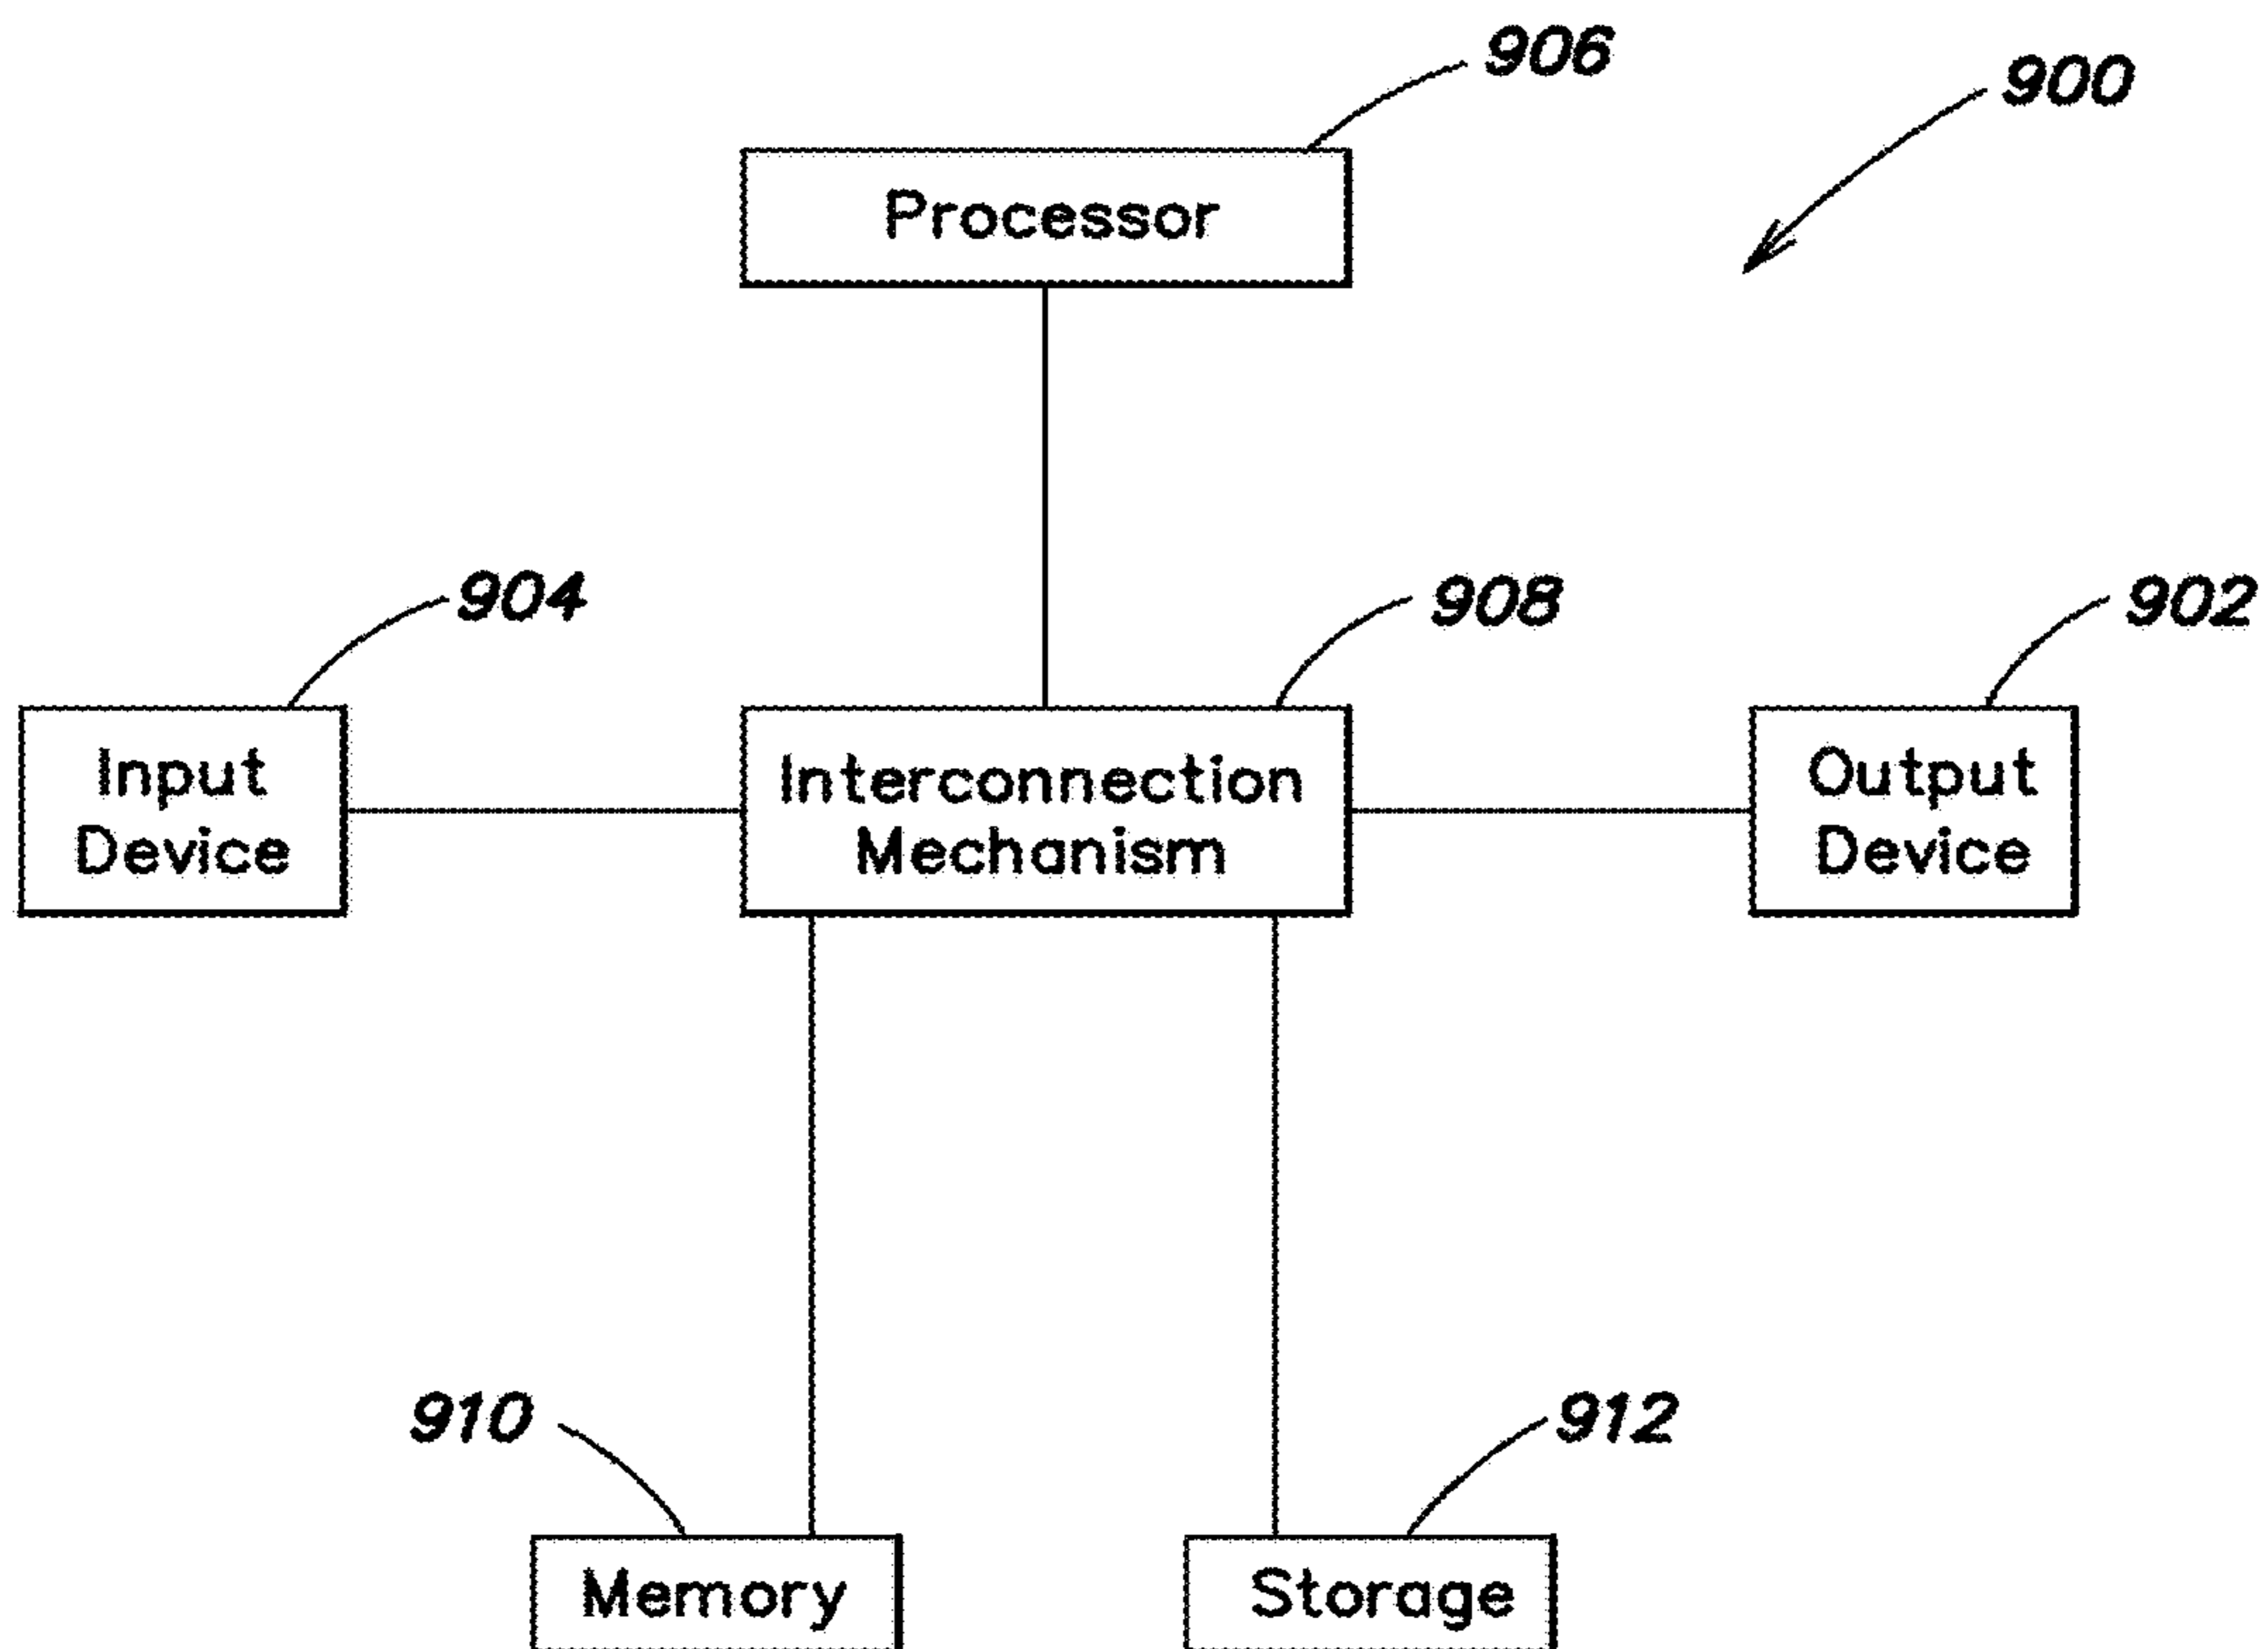 906
900
Processor
904
908
902
Input
Device
Interconnection
Mechanism
Output
Device
910
912
Memory
Storage